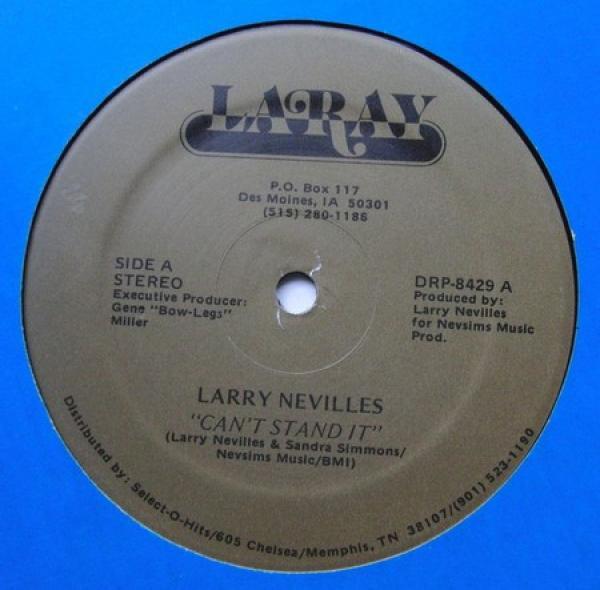 LARAY
P.O. Box 117
Des Moines, IA 50301
(515) 280-1186
SIDE A
STEREO
Executive Producer:
Gene "Bow-Legs"
Miller
DRP-8429 A
Produced by:
Larry Nevilles
for Nevsims Music
Prod.
LARRY NEVILLES
"CAN'T STAND IT"
(Larry Nevilles & Sandra Simmons/
Nevsims Music/BMI)
Distributed by: Select-O-Hits/605 Chelsea/Memphis, TN 38107/(901) 523-1190